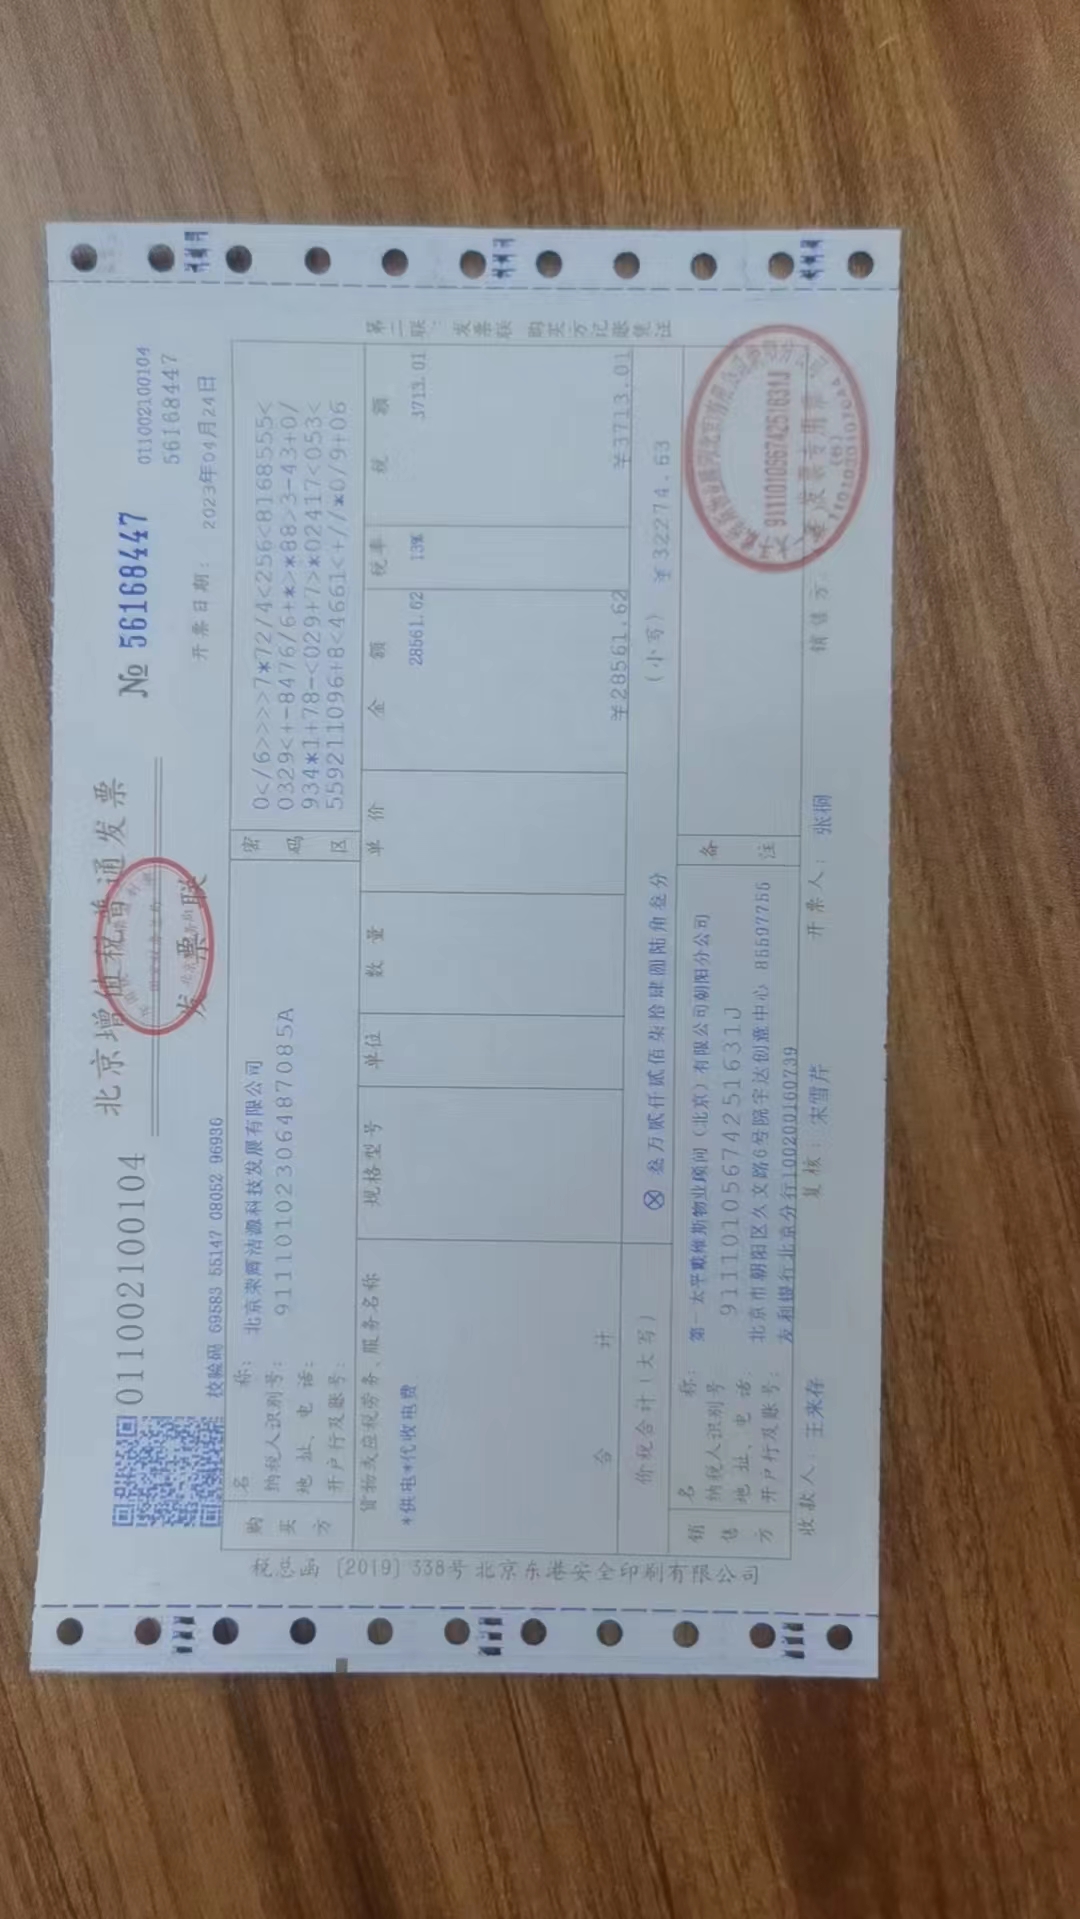 011002100104
北京增值税普通发票
发票联
№ 56168447
011002100104
56168447
校验码 69583 55147 08052 96936
开票日期: 2023年04月24日
购买方
名称: 北京荣辉洁源科技发展有限公司
纳税人识别号: 91110102306487085A
地址、电话:
开户行及账号:
密码区
0</6>>>>7*72/4<256<8168555<
0329<+-8476/6+*>*88>3-43+0/
934*1+78-<029+7>*02417<053<
559211096+8<4661<+//*0/9+06
货物或应税劳务、服务名称 规格型号 单位 数量 单价 金额 税率 税额
*供电*代收电费 28561.62 13% 3713.01
合计 ¥28561.62 ¥3713.01
价税合计(大写) ⊗ 叁万贰仟贰佰柒拾肆圆陆角叁分 (小写) ¥32274.63
销售方
名称: 第一太平戴维斯物业顾问(北京)有限公司朝阳分公司
纳税人识别号 91110105674251631J
地址、电话: 北京市朝阳区久文路6号院宇达创意中心 85597755
开户行及账号: 友利银行北京分行100200160739
备注
收款人: 王来存 复核: 宋雪芹 开票人: 张桐 销售方:
第二联: 发票联 购买方记账凭证
税总函〔2019〕338号 北京东港安全印刷有限公司
91110105674251631J
发票专用章